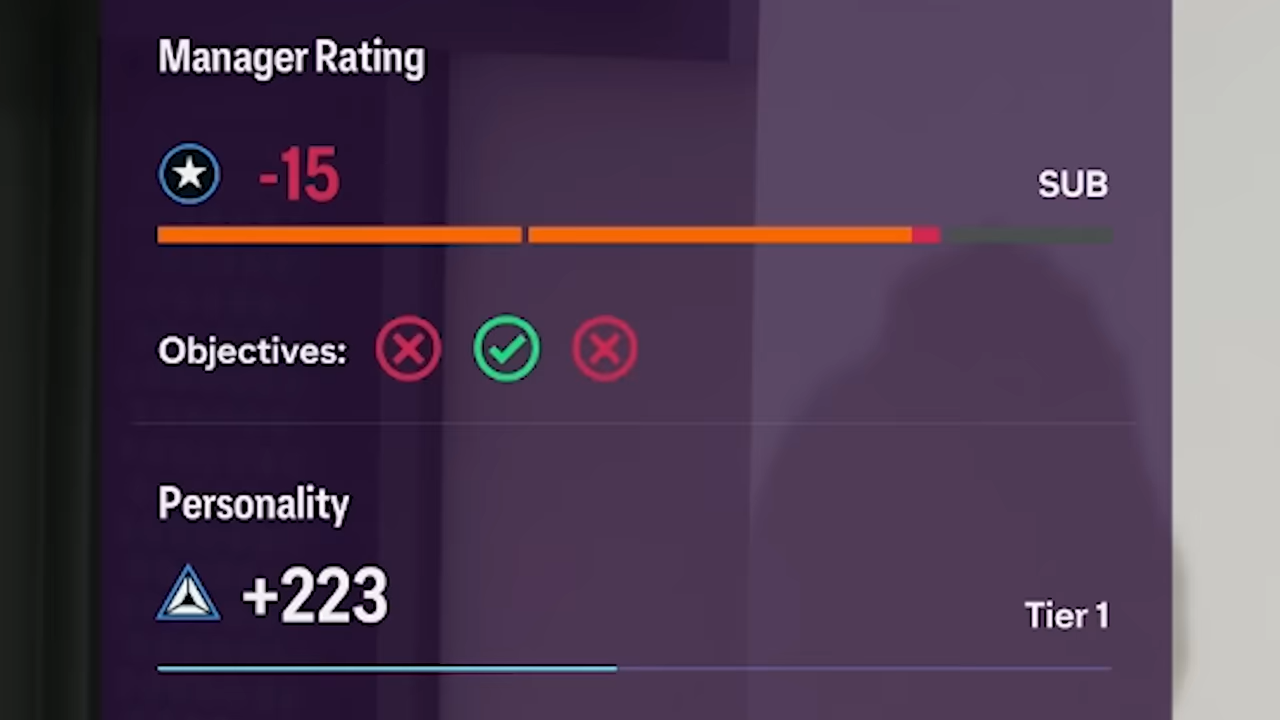 Manager Rating
-15
SUB
Objectives:
Personality
+223
Tier 1